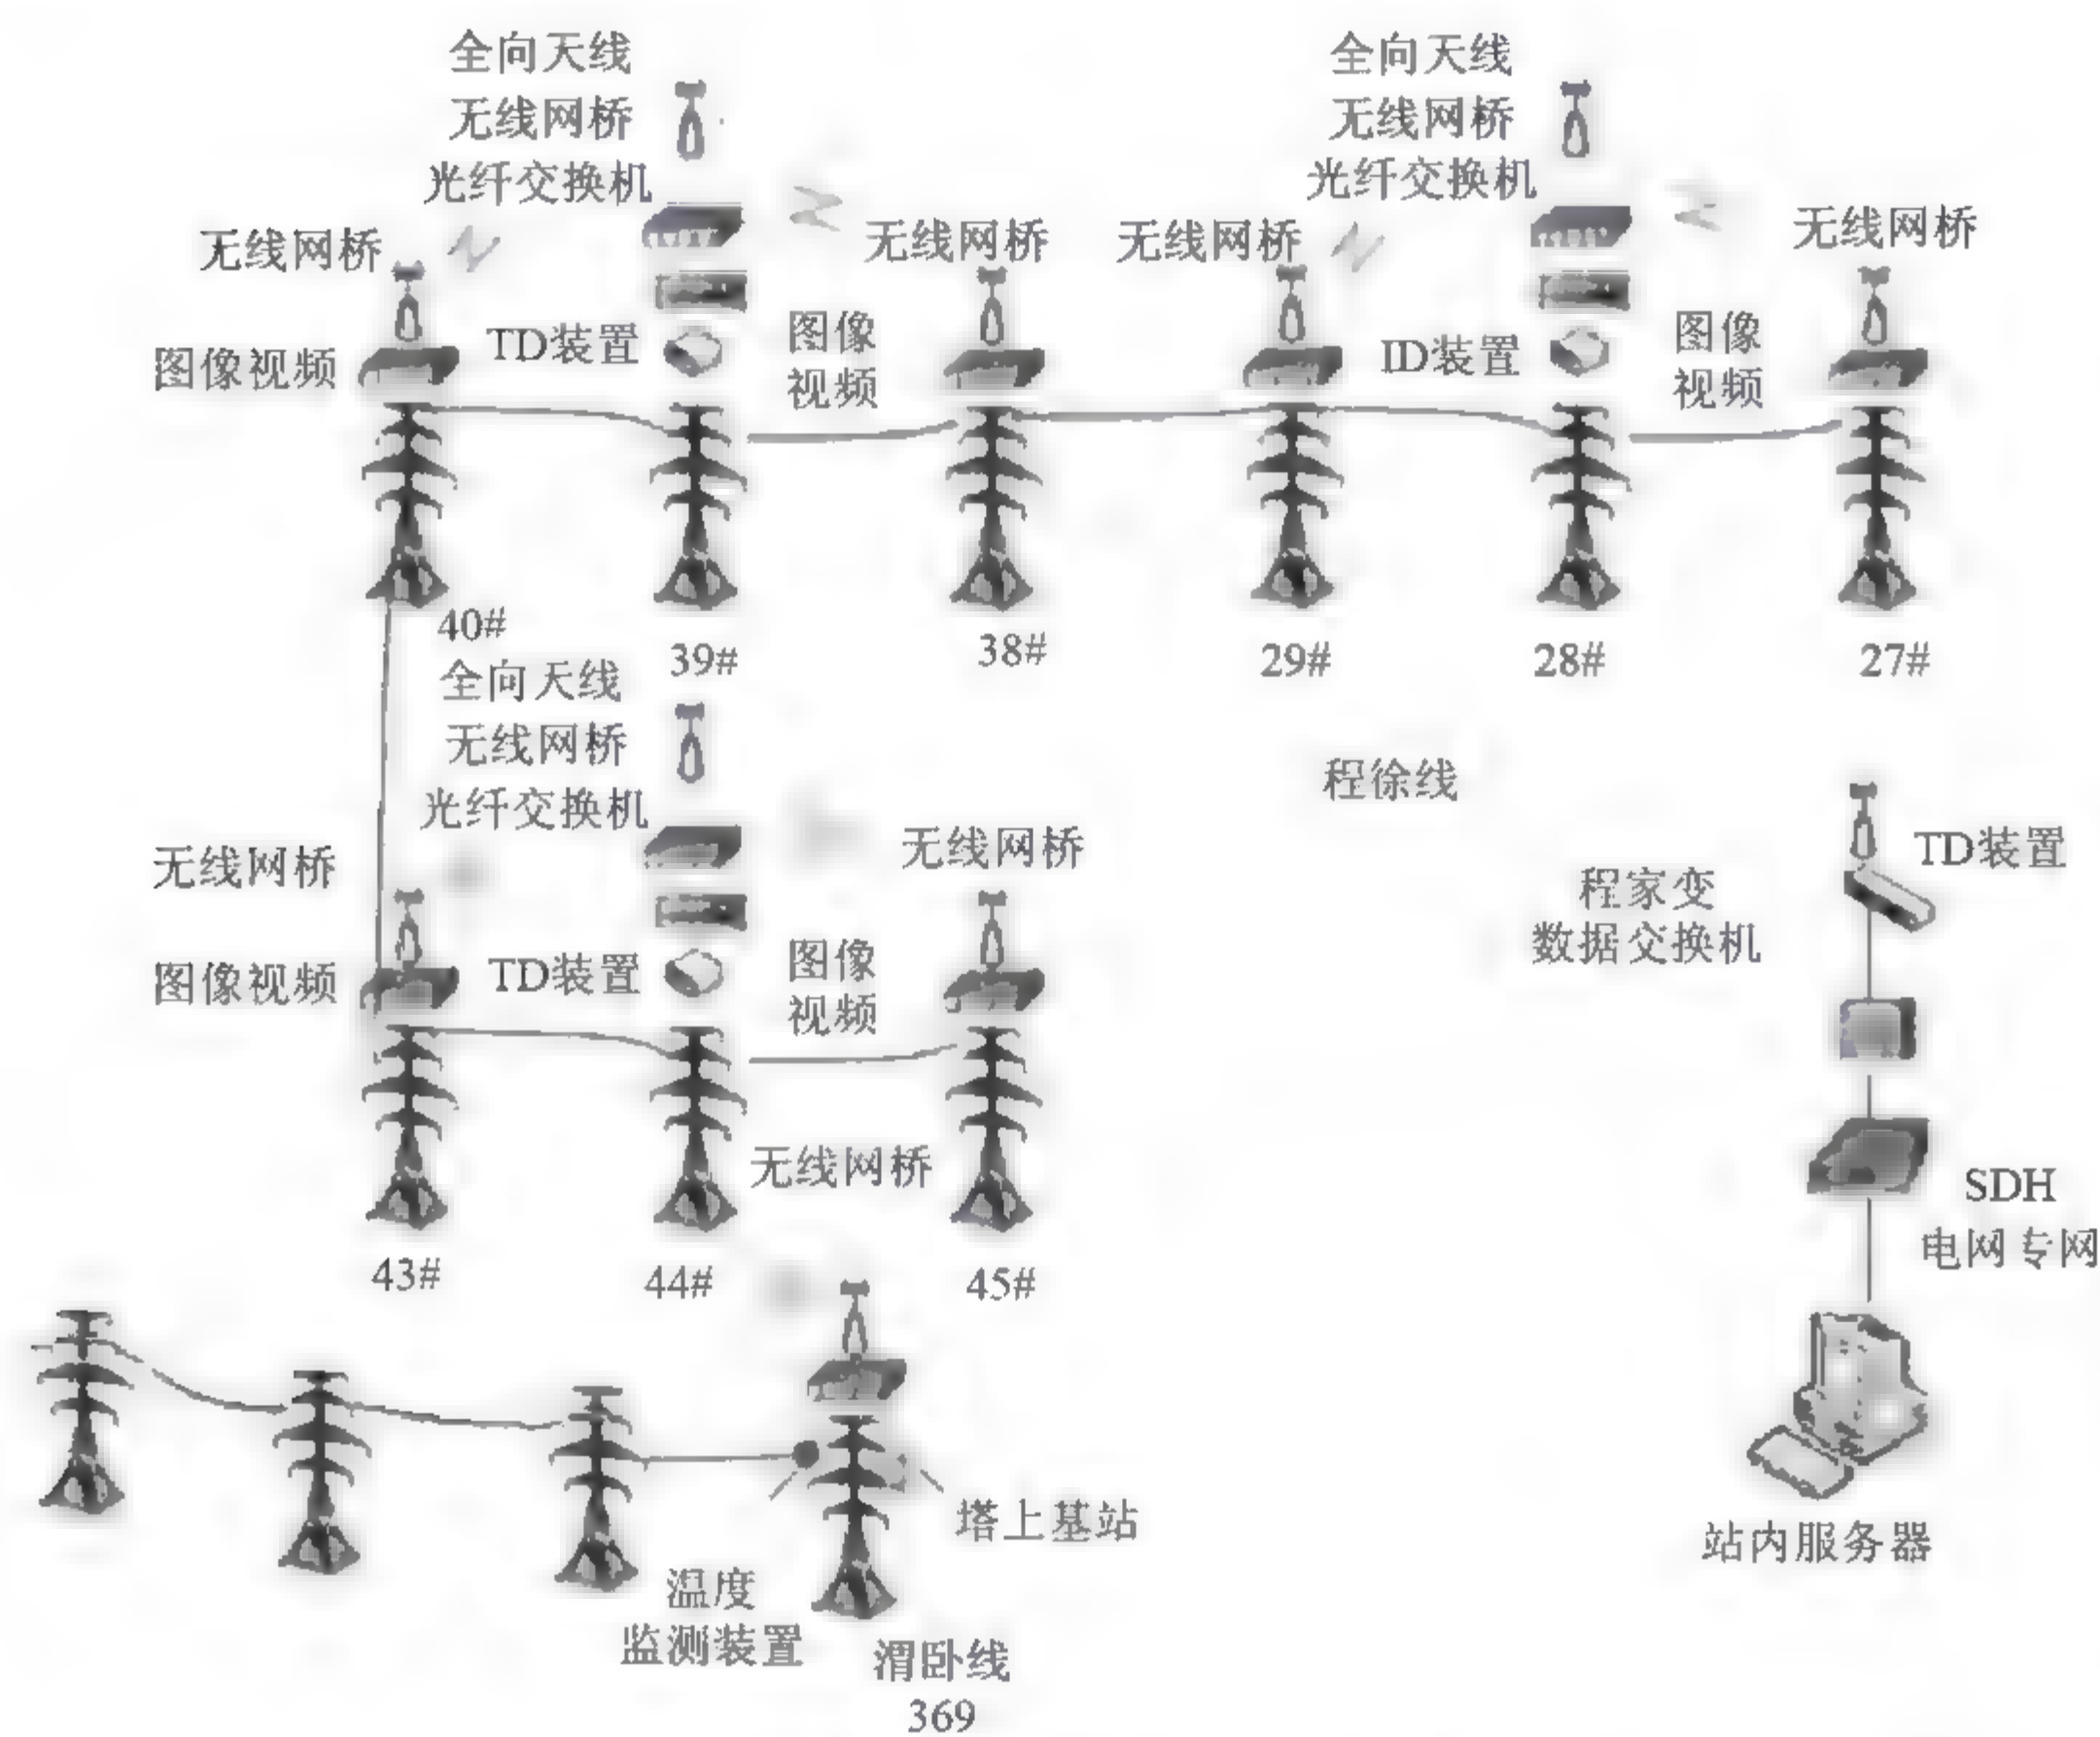 全向天线
无线网桥
光纤交换机
全向天线
无线网桥
光纤交换机
无线网桥
无线网桥
无线网桥
无线网桥
图像视频
TD装置
图像
视频
ID装置
图像
视频
40#
39#
38#
29#
28#
27#
全向天线
无线网桥
光纤交换机
无线网桥
无线网桥
图像视频
TD装置
图像
视频
无线网桥
43#
44#
45#
程徐线
TD装置
程家变
数据交换机
SDH
电网专网
站内服务器
塔上基站
温度
监测装置
渭卧线
369